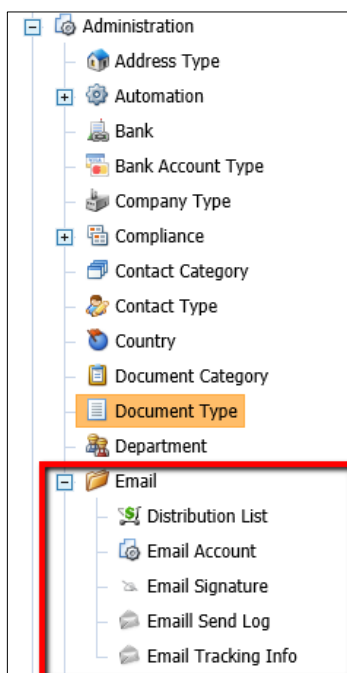 Administration
Address Type
Automation
Bank
Bank Account Type
Company Type
Compliance
Contact Category
Contact Type
Country
Document Category
Document Type
Department
Email
Distribution List
Email Account
Email Signature
Emaill Send Log
Email Tracking Info